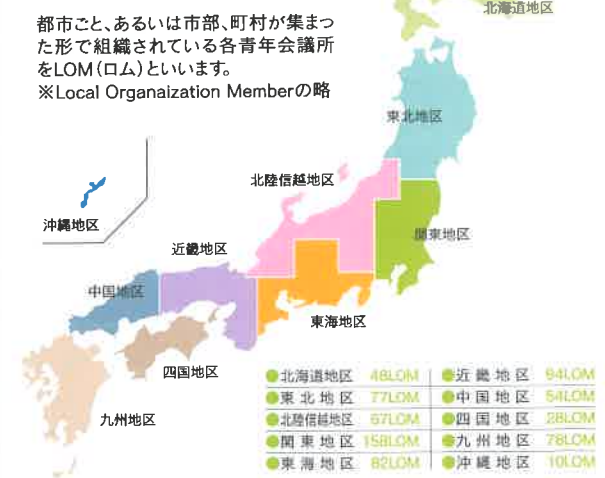 北海道地区
都市ごと、あるいは市部、町村が集まっ
た形で組織されている各青年会議所
をLOM（ロム）といいます。
※Local Organaization Memberの略
東北地区
北陸信越地区
沖縄地区
関東地区
近畿地区
中国地区
東海地区
四国地区
九州地区
●北海道地区 48LOM
●東北地区 77LOM
●北陸信越地区 67LOM
●関東地区 158LOM
●東海地区 82LOM
●近畿地区 94LOM
●中国地区 54LOM
●四国地区 28LOM
●九州地区 78LOM
●沖縄地区 10LOM